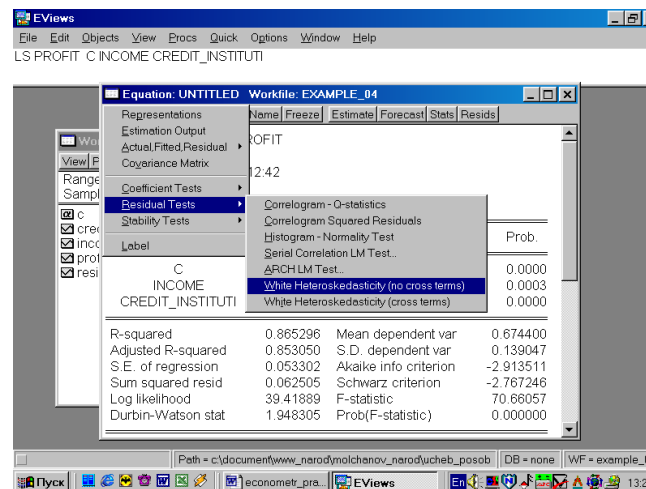 EViews
File Edit Objects View Procs Quick Options Window Help
LS PROFIT C INCOME CREDIT_INSTITUTI
Equation: UNTITLED Workfile: EXAMPLE_04
Name Freeze Estimate Forecast Stats Resids
Representations
Estimation Output
Actual,Fitted,Residual
Covariance Matrix
Coefficient Tests
Residual Tests
Stability Tests
Label
Correlogram - Q-statistics
Correlogram Squared Residuals
Histogram - Normality Test
Serial Correlation LM Test...
ARCH LM Test...
White Heteroskedasticity (no cross terms)
White Heteroskedasticity (cross terms)
Wo
View P
Range
Sampl
c
cre
inco
prof
resi
ROFIT
12:42
Prob.
C 0.0000
INCOME 0.0003
CREDIT_INSTITUTI 0.0000
R-squared 0.865296 Mean dependent var 0.674400
Adjusted R-squared 0.853050 S.D. dependent var 0.139047
S.E. of regression 0.053302 Akaike info criterion -2.913511
Sum squared resid 0.062505 Schwarz criterion -2.767246
Log likelihood 39.41889 F-statistic 70.66057
Durbin-Watson stat 1.948305 Prob(F-statistic) 0.000000
Path = c:\document\www_narod\molchanov_narod\ucheb_posob DB = none WF = example_
Пуск econometr_pra... EViews En 13:2